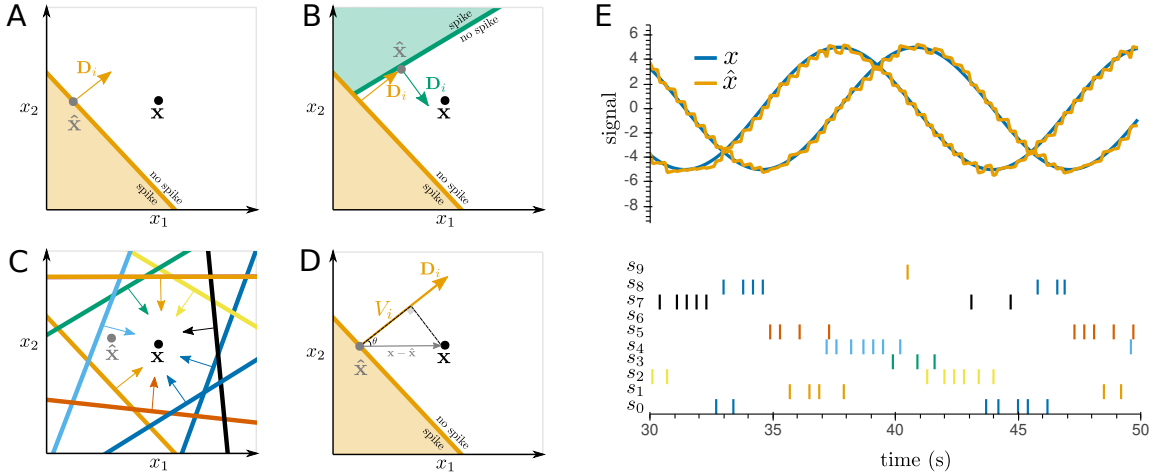 A
D_i
x̂
x
x_2
no spike
spike
x_1
B
spike
no spike
x̂
D_i
D_i
x
x_2
no spike
spike
x_1
C
x̂
x
x_2
x_1
D
D_i
V_i
θ
x − x̂
x̂
x
x_2
no spike
spike
x_1
E
6
4
2
0
-2
-4
-6
-8
signal
x
x̂
s_9
s_8
s_7
s_6
s_5
s_4
s_3
s_2
s_1
s_0
30 35 40 45 50
time (s)